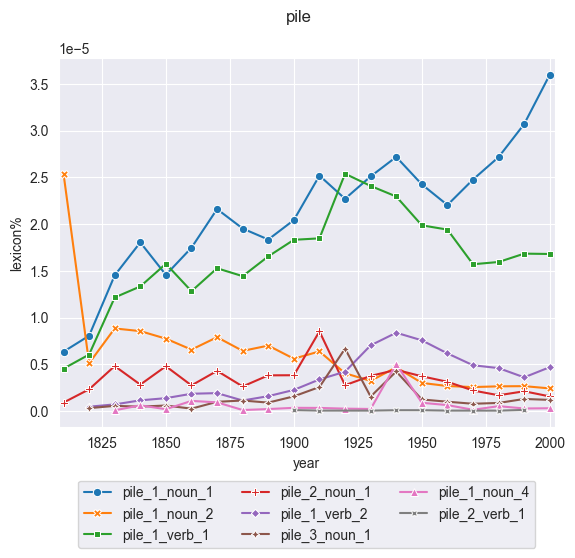 pile
1e−5
3.5
3.0
2.5
2.0
1.5
1.0
0.5
0.0
lexicon%
1825 1850 1875 1900 1925 1950 1975 2000
year
pile_1_noun_1 pile_2_noun_1 pile_1_noun_4
pile_1_noun_2 pile_1_verb_2 pile_2_verb_1
pile_1_verb_1 pile_3_noun_1